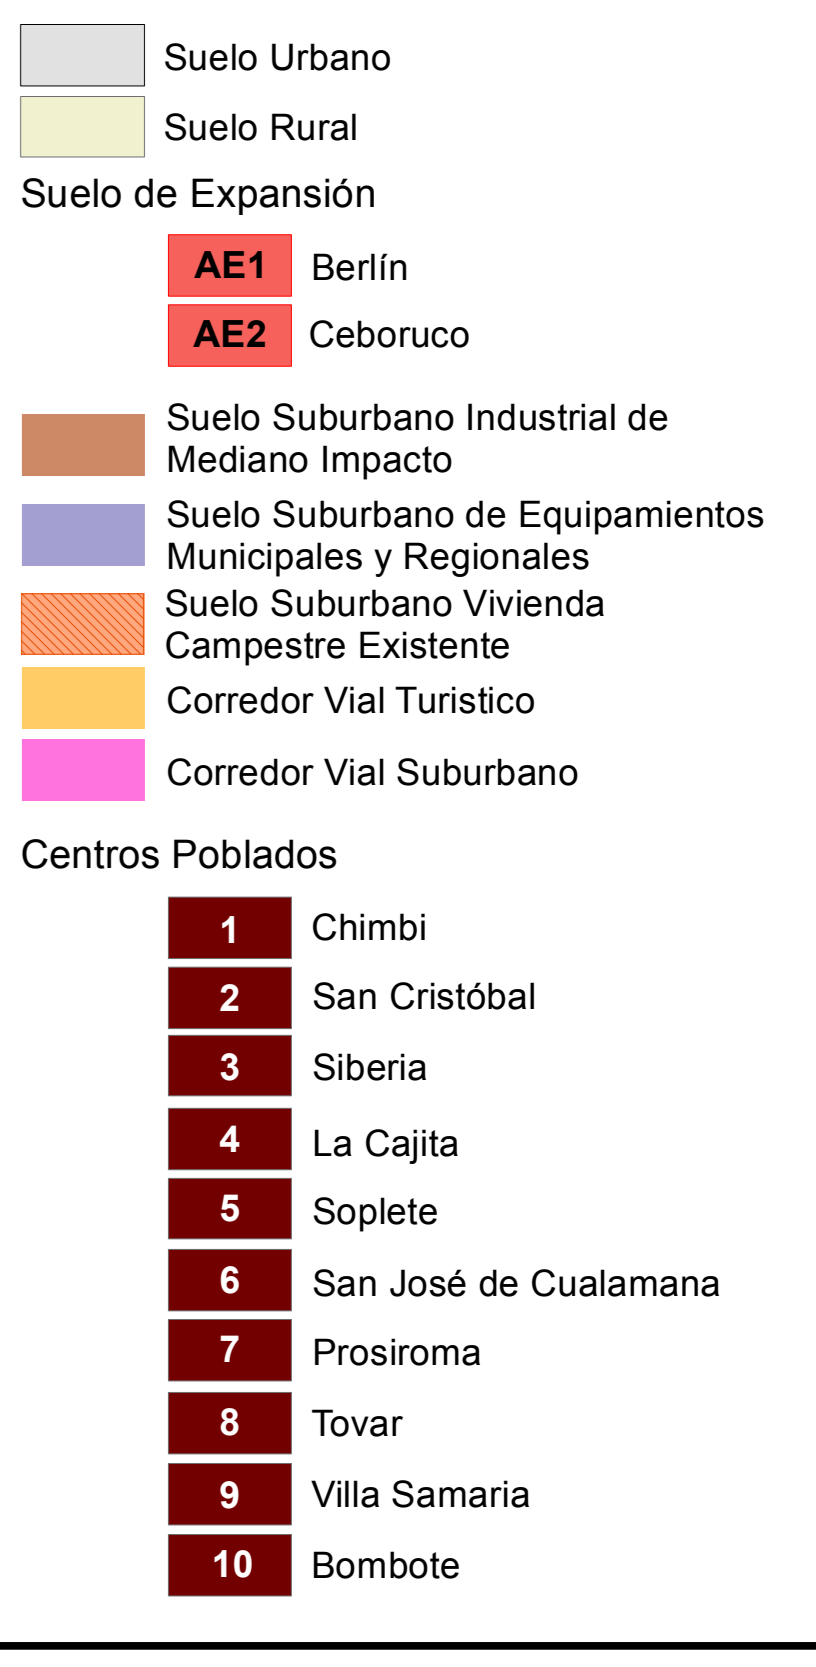 Suelo Urbano
Suelo Rural
Suelo de Expansión
AE1 Berlín
AE2 Ceboruco
Suelo Suburbano Industrial de
Mediano Impacto
Suelo Suburbano de Equipamientos
Municipales y Regionales
Suelo Suburbano Vivienda
Campestre Existente
Corredor Vial Turistico
Corredor Vial Suburbano
Centros Poblados
1 Chimbi
2 San Cristóbal
3 Siberia
4 La Cajita
5 Soplete
6 San José de Cualamana
7 Prosiroma
8 Tovar
9 Villa Samaria
10 Bombote